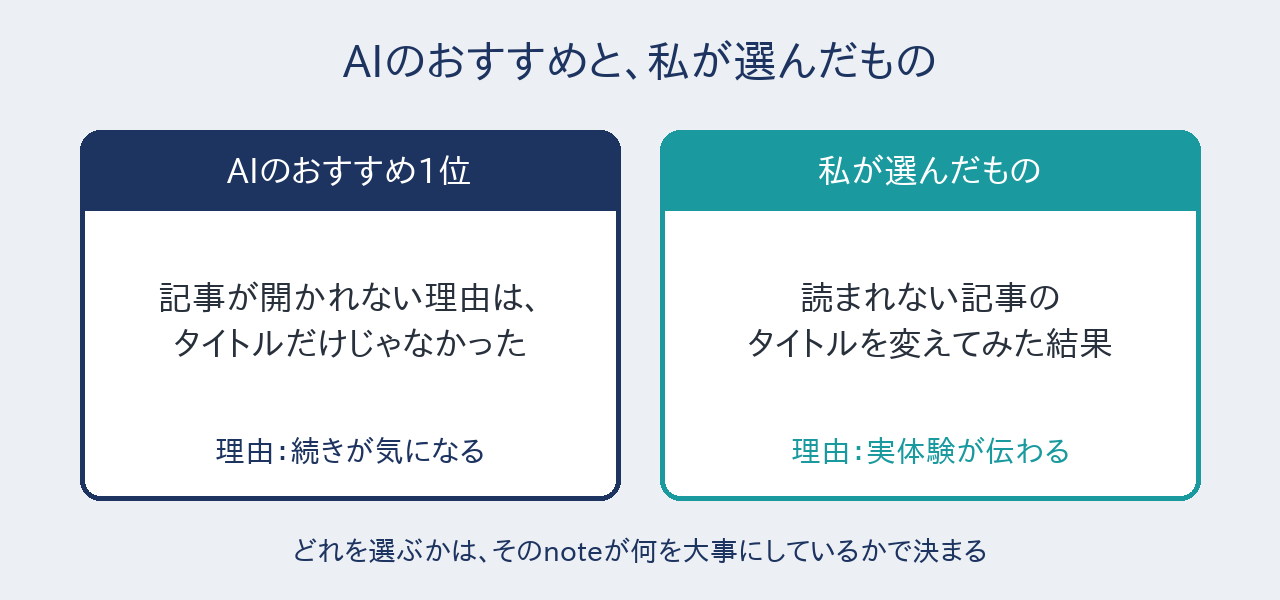 AIのおすすめと、私が選んだもの
AIのおすすめ1位
記事が開かれない理由は、
タイトルだけじゃなかった
理由：続きが気になる
私が選んだもの
読まれない記事の
タイトルを変えてみた結果
理由：実体験が伝わる
どれを選ぶかは、そのnoteが何を大事にしているかで決まる